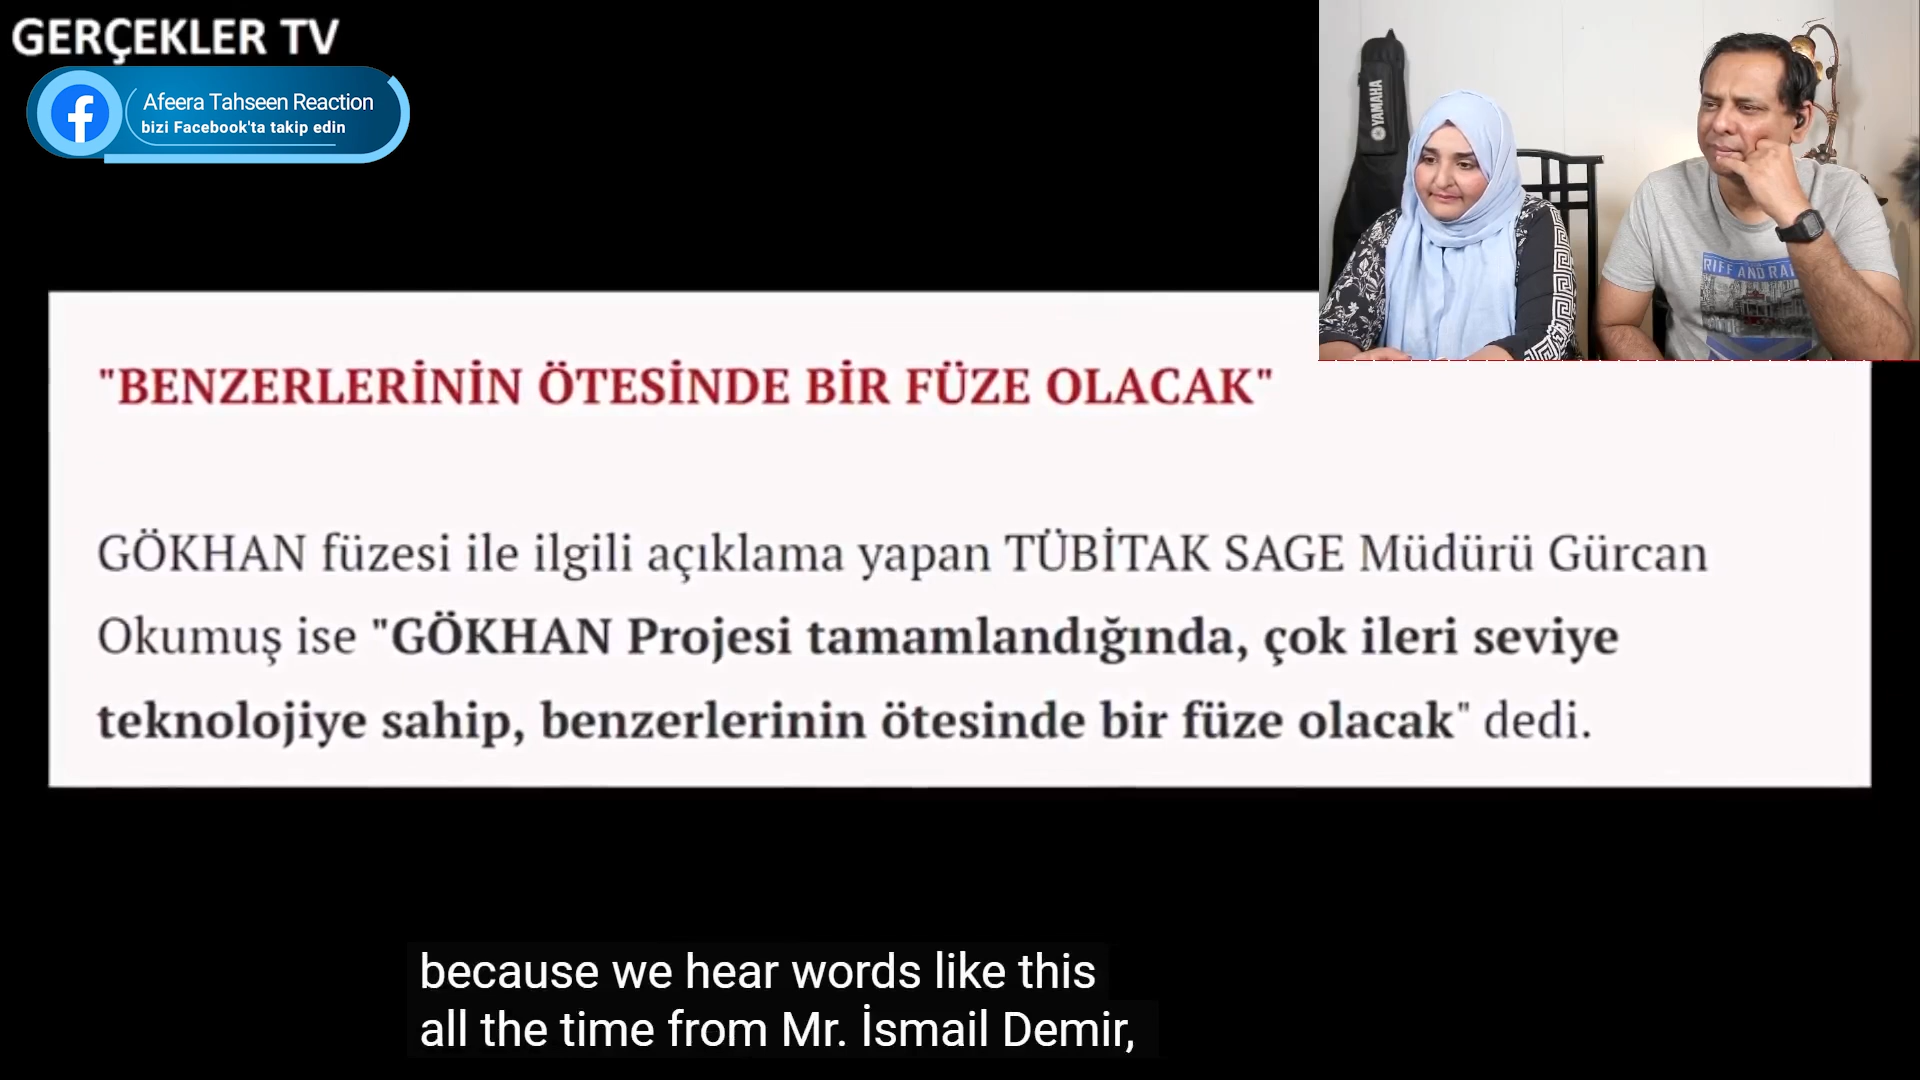 GERÇEKLER TV
Afeera Tahseen Reaction
bizi Facebook'ta takip edin
YAMAHA
RIFF AND
"BENZERLERİNİN ÖTESİNDE BİR FÜZE OLACAK"
GÖKHAN füzesi ile ilgili açıklama yapan TÜBİTAK SAGE Müdürü Gürcan
Okumuş ise "GÖKHAN Projesi tamamlandığında, çok ileri seviye
teknolojiye sahip, benzerlerinin ötesinde bir füze olacak" dedi.
because we hear words like this
all the time from Mr. İsmail Demir,